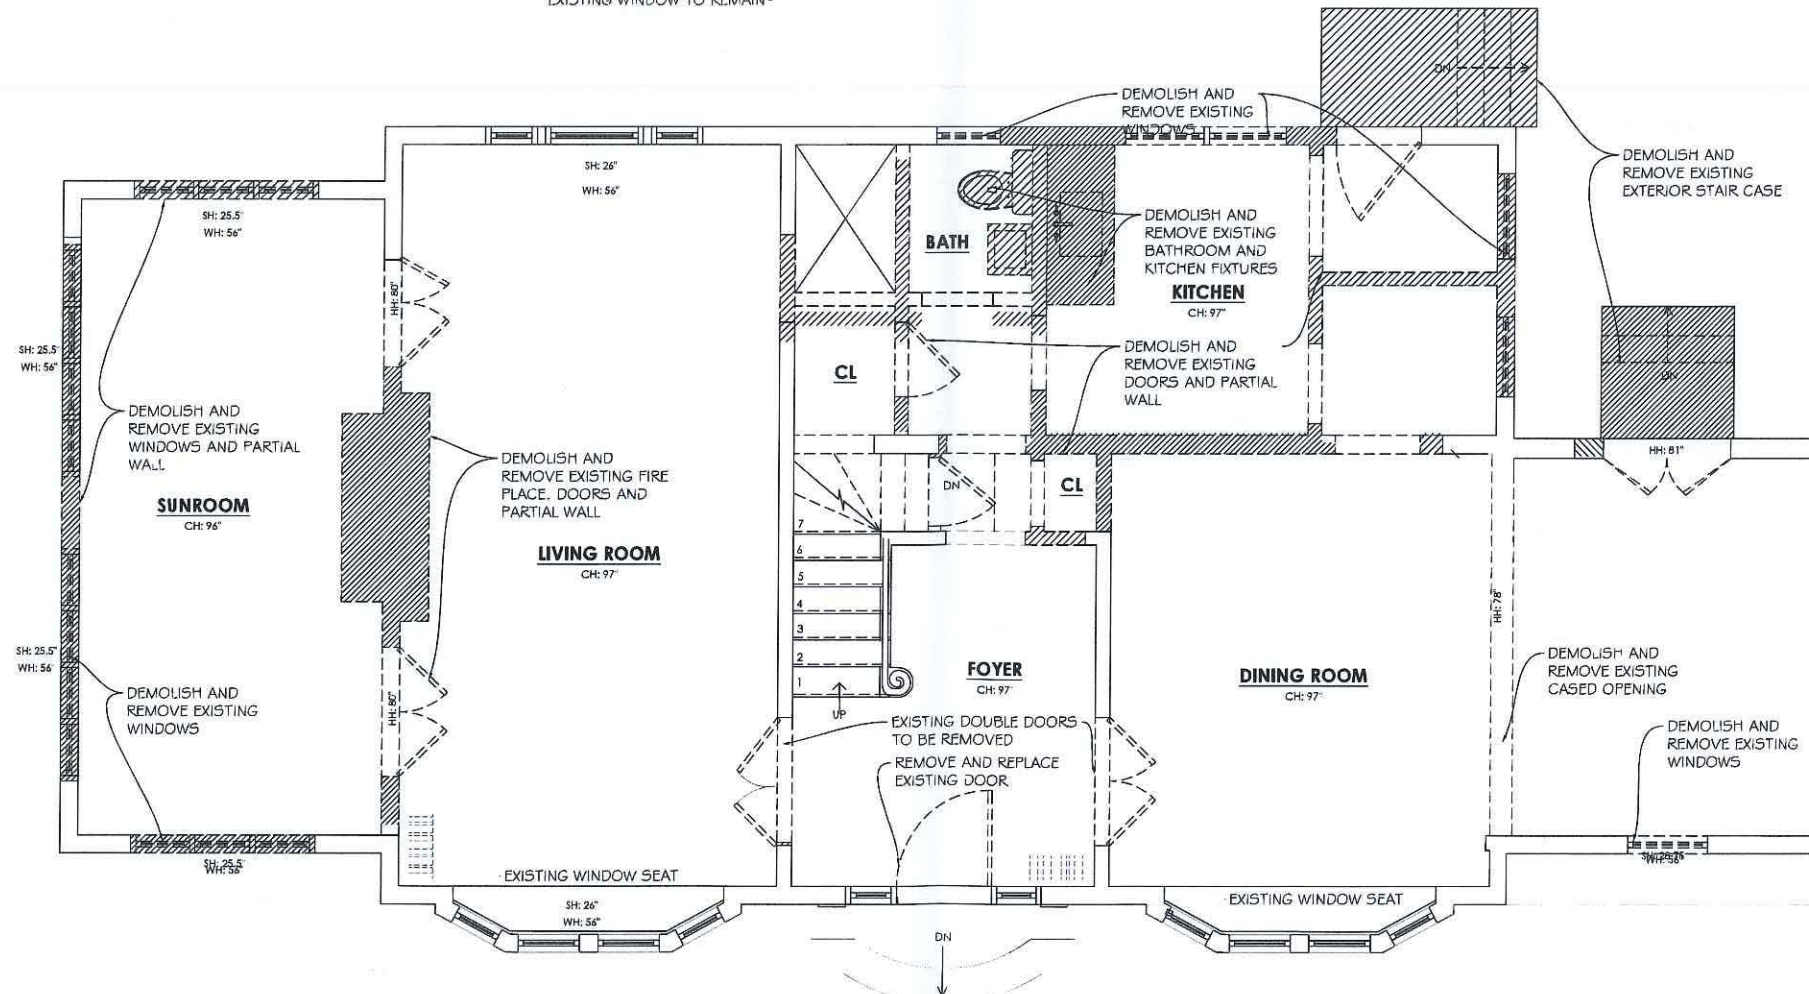 EXISTING WINDOW TO REMAIN
DN
DEMOLISH AND
REMOVE EXISTING
WINDOWS
DEMOLISH AND
REMOVE EXISTING
EXTERIOR STAIR CASE
SH: 26"
WH: 56"
SH: 25.5"
WH: 56"
BATH
DEMOLISH AND
REMOVE EXISTING
BATHROOM AND
KITCHEN FIXTURES
KITCHEN
CH: 97"
HH: 80"
SH: 25.5"
WH: 56"
CL
DEMOLISH AND
REMOVE EXISTING
DOORS AND PARTIAL
WALL
DN
DEMOLISH AND
REMOVE EXISTING
WINDOWS AND PARTIAL
WALL
DEMOLISH AND
REMOVE EXISTING FIRE
PLACE, DOORS AND
PARTIAL WALL
HH: 81"
SUNROOM
CH: 96"
DN
CL
LIVING ROOM
CH: 97"
7
6
5
4
3
2
1
UP
HH: 78"
SH: 25.5"
WH: 56"
FOYER
CH: 97"
DINING ROOM
CH: 97"
DEMOLISH AND
REMOVE EXISTING
CASED OPENING
DEMOLISH AND
REMOVE EXISTING
WINDOWS
HH: 80"
EXISTING DOUBLE DOORS
TO BE REMOVED
REMOVE AND REPLACE
EXISTING DOOR
DEMOLISH AND
REMOVE EXISTING
WINDOWS
SH: 25.5"
WH: 56"
EXISTING WINDOW SEAT
SH: 26"
WH: 56"
EXISTING WINDOW SEAT
DN